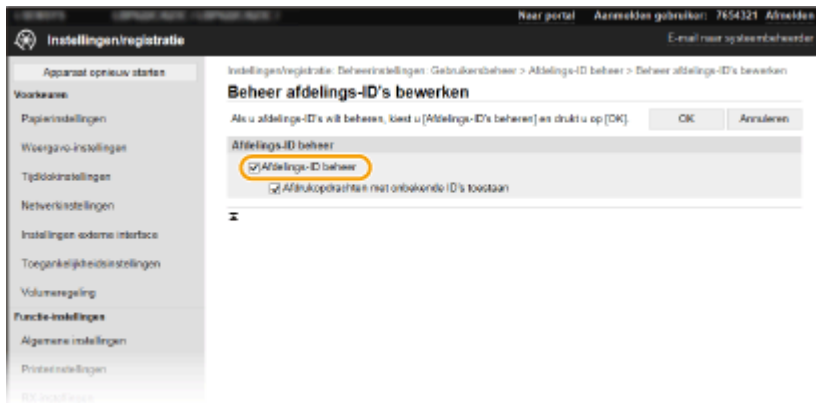 Naar portal Aanmelden gebruiker: 7654321 Afmelden
Instellingen/registratie
E-mail naar systeembeheerder
Apparaat opnieuw starten
Voorkeuren
Papierinstellingen
Weergave-instellingen
Tijdklokinstellingen
Netwerkinstellingen
Instellingen externe interface
Toegankelijkheidsinstellingen
Volumeregeling
Functie-instellingen
Algemene instellingen
Printerinstellingen
Instellingen/registratie: Beheerinstellingen: Gebruikersbeheer > Afdelings-ID beheer > Beheer afdelings-ID's bewerken
Beheer afdelings-ID's bewerken
Als u afdelings-ID's wilt beheren, kiest u [Afdelings-ID's beheren] en drukt u op [OK].
OK
Annuleren
Afdelings-ID beheer
Afdelings-ID beheer
Afdrukopdrachten met onbekende ID's toestaan